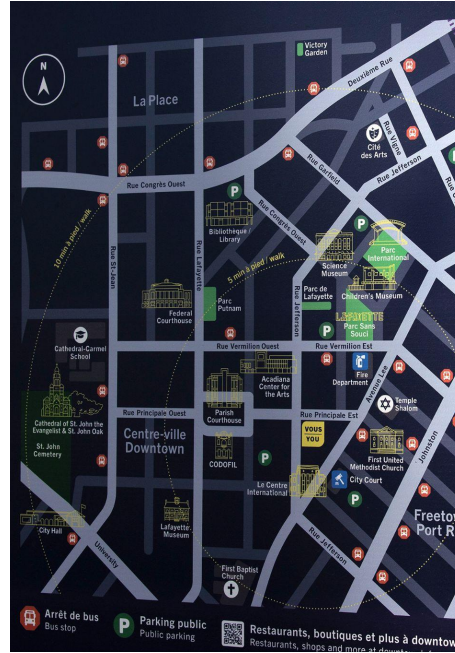 N
Victory
Garden
Deuxième Rue
La Place
Cité
des Arts
Rue Vigne
Rue Garfield
Rue Jefferson
Rue Congrès Ouest
P
Bibliothèque /
Library
Rue Congrès Ouest
P
10 min à pied / walk
Rue St-Jean
Rue Lafayette
5 min à pied / walk
Science
Museum
Parc
International
Children's Museum
Federal
Courthouse
Parc
Putnam
Rue Jefferson
Parc de
Lafayette
LAFAYETTE
Parc Sans
Souci
P
Cathedral-Carmel
School
Rue Vermilion Ouest
Rue Vermilion Est
Acadiana
Center for
the Arts
Fire
Department
Avenue Lee
Cathedral of St. John the
Evangelist & St. John Oak
Rue Principale Ouest
Parish
Courthouse
Rue Principale Est
Temple
Shalom
Johnston
St. John
Cemetery
Centre-ville
Downtown
CODOFIL
P
VOUS
YOU
First United
Methodist Church
Le Centre
International
City Court
P
City Hall
Lafayette
Museum
Freeto
Port R
University
Rue Jefferson
First Baptist
Church
Arrêt de bus
Bus stop
P
Parking public
Public parking
Restaurants, boutiques et plus à downtow
Restaurants, shops and more at downtow